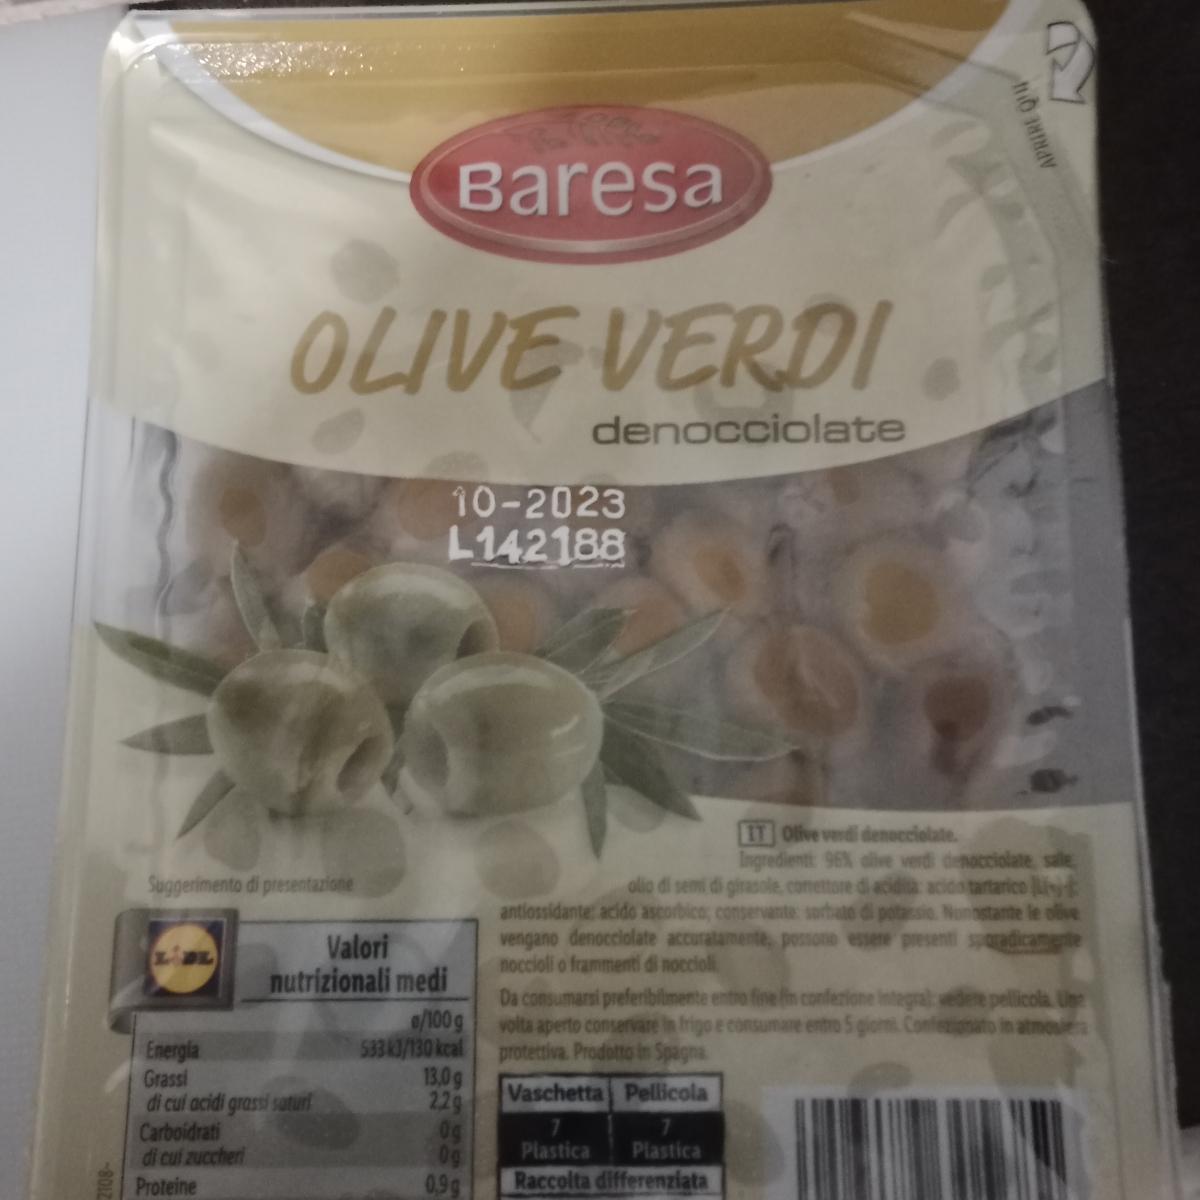 APRIRE QUI
Baresa
OLIVE VERDI
denocciolate
10-2023
L142188
IT Olive verdi denocciolate.
Ingredienti: 96% olive verdi denocciolate, sale,
olio di semi di girasole, correttore di acidità: acido tartarico
antiossidante: acido ascorbico; conservante: sorbato di potassio. Nonostante le olive
vengano denocciolate accuratamente, possono essere presenti sporadicamente
noccioli o frammenti di noccioli.
Da consumarsi preferibilmente entro fine (in confezione integra): vedere pellicola. Una
volta aperto conservare in frigo e consumare entro 5 giorni. Confezionato in atmosfera
protettiva. Prodotto in Spagna.
Suggerimento di presentazione
LIDL
Valori
nutrizionali medi
ø/100 g
Energia 533 kJ/130 kcal
Grassi 13,0 g
di cui acidi grassi saturi 2,2 g
Carboidrati 0 g
di cui zuccheri 0 g
Proteine 0,9 g
Vaschetta Pellicola
7 7
Plastica Plastica
Raccolta differenziata